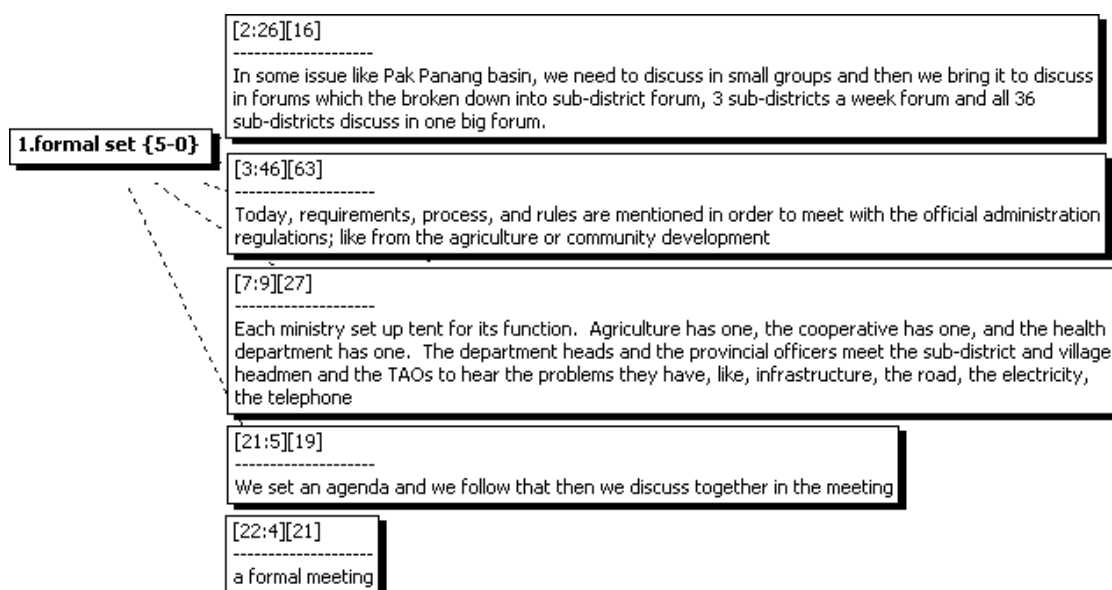 [2:26][16]
--------------------
In some issue like Pak Panang basin, we need to discuss in small groups and then we bring it to discuss
in forums which the broken down into sub-district forum, 3 sub-districts a week forum and all 36
sub-districts discuss in one big forum.
1.formal set {5-0}
[3:46][63]
--------------------
Today, requirements, process, and rules are mentioned in order to meet with the official administration
regulations; like from the agriculture or community development
[7:9][27]
--------------------
Each ministry set up tent for its function.  Agriculture has one, the cooperative has one, and the health
department has one.  The department heads and the provincial officers meet the sub-district and village
headmen and the TAOs to hear the problems they have, like, infrastructure, the road, the electricity,
the telephone
[21:5][19]
--------------------
We set an agenda and we follow that then we discuss together in the meeting
[22:4][21]
--------------------
a formal meeting